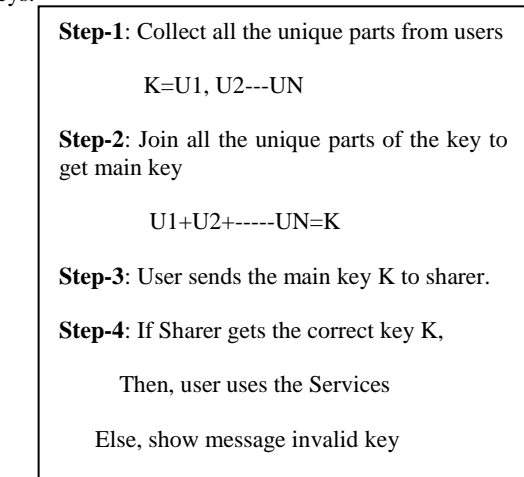 Step-1: Collect all the unique parts from users
K=U1, U2---UN
Step-2: Join all the unique parts of the key to
get main key
U1+U2+-----UN=K
Step-3: User sends the main key K to sharer.
Step-4: If Sharer gets the correct key K,
Then, user uses the Services
Else, show message invalid key